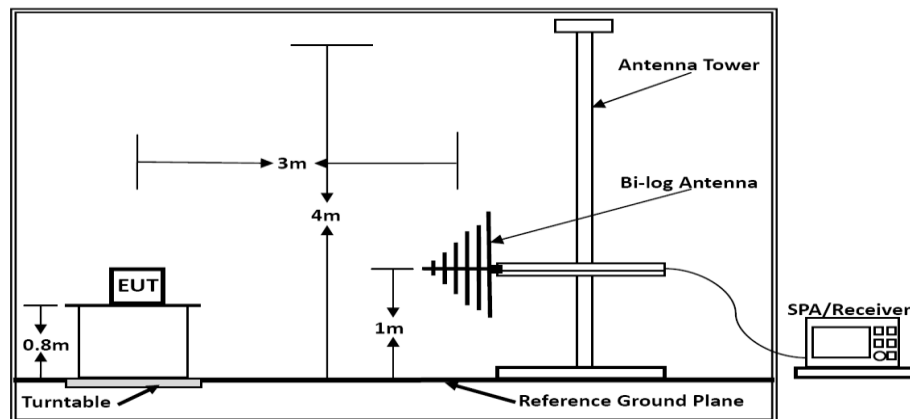 Antenna Tower
3m
Bi-log Antenna
4m
EUT
SPA/Receiver
1m
0.8m
Turntable
Reference Ground Plane